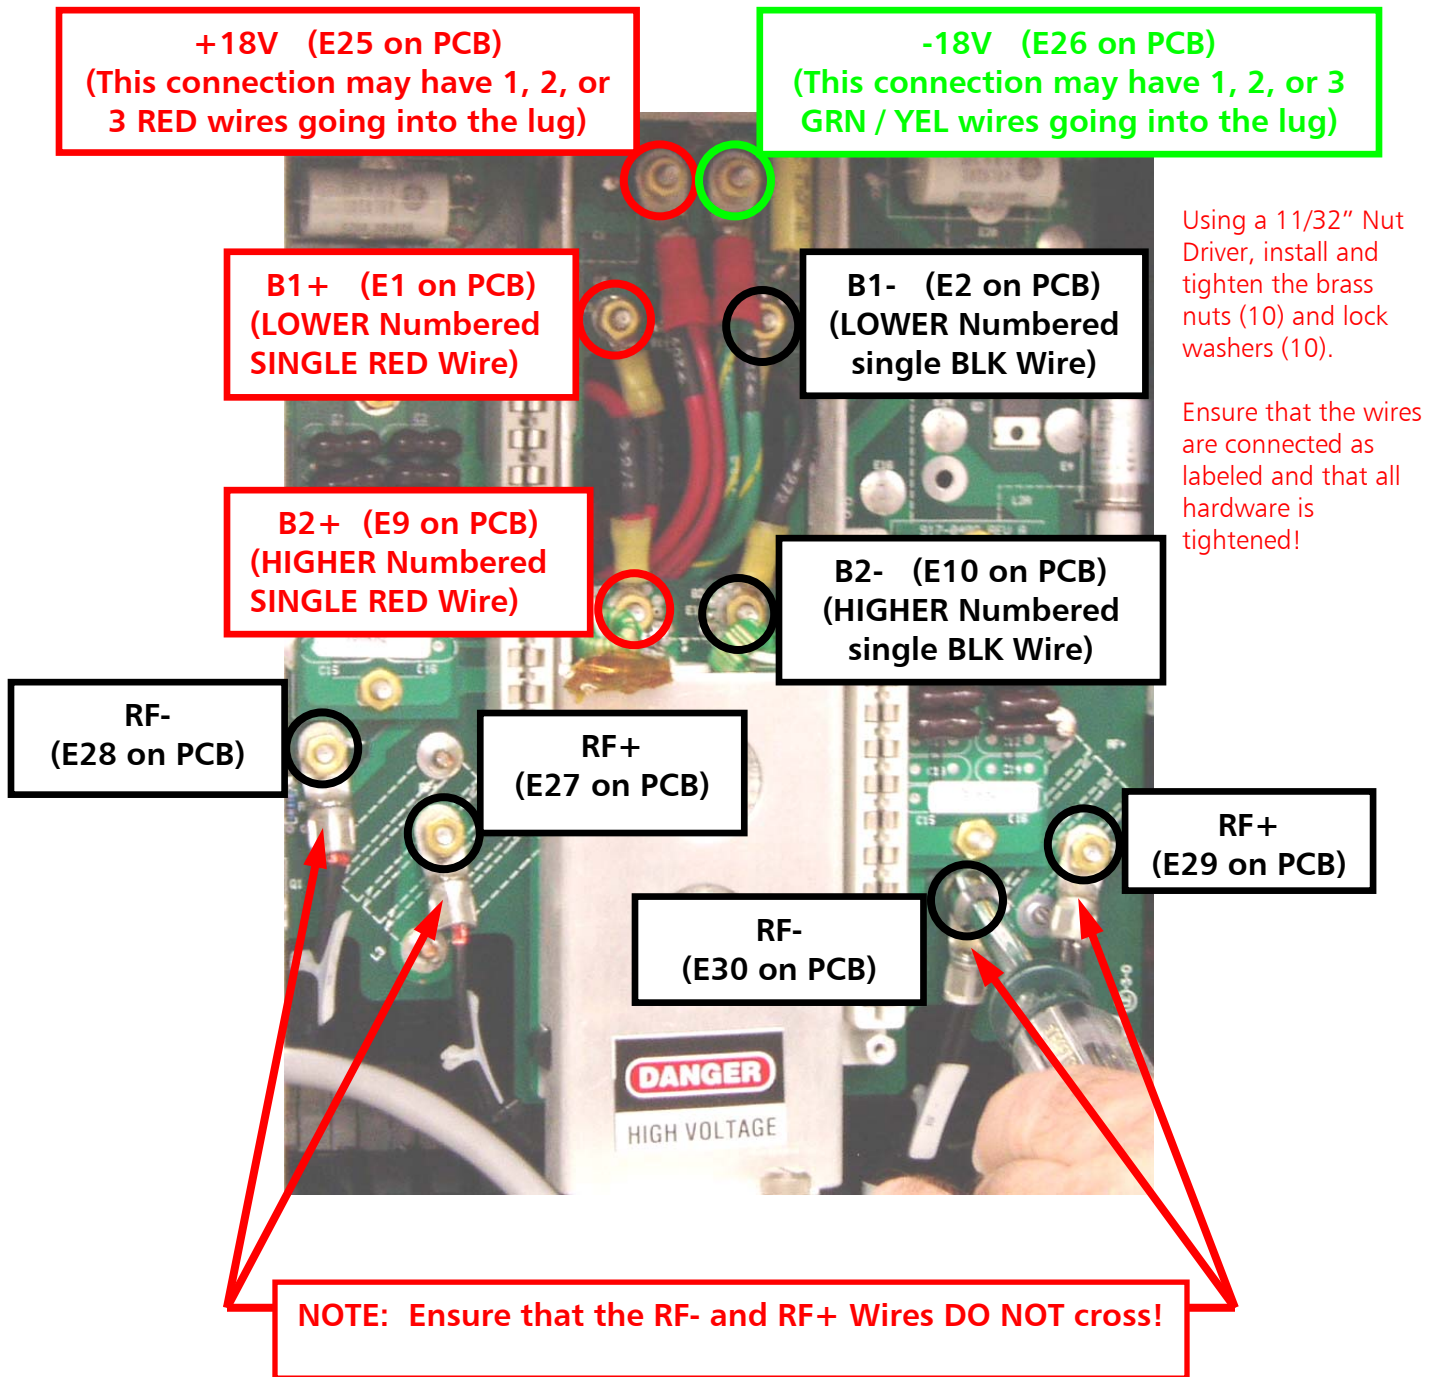 +18V (E25 on PCB)
(This connection may have 1, 2, or
3 RED wires going into the lug)
-18V (E26 on PCB)
(This connection may have 1, 2, or 3
GRN / YEL wires going into the lug)
Using a 11/32” Nut
Driver, install and
tighten the brass
nuts (10) and lock
washers (10).
Ensure that the wires
are connected as
labeled and that all
hardware is
tightened!
B1+ (E1 on PCB)
(LOWER Numbered
SINGLE RED Wire)
B1- (E2 on PCB)
(LOWER Numbered
single BLK Wire)
B2+ (E9 on PCB)
(HIGHER Numbered
SINGLE RED Wire)
B2- (E10 on PCB)
(HIGHER Numbered
single BLK Wire)
C15 C16
RF-
(E28 on PCB)
RF+
(E27 on PCB)
RF+
C15 C16
RF+
(E29 on PCB)
RF-
(E30 on PCB)
Q1
L3
DANGER
HIGH VOLTAGE
NOTE: Ensure that the RF- and RF+ Wires DO NOT cross!